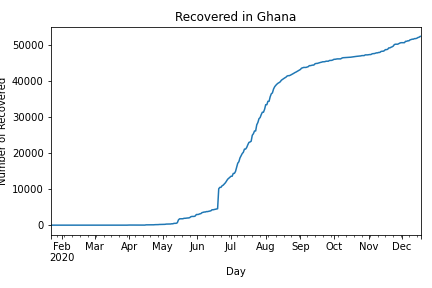 Recovered in Ghana
Number of Recovered
50000
40000
30000
20000
10000
0
Feb Mar Apr May Jun Jul Aug Sep Oct Nov Dec
2020
Day